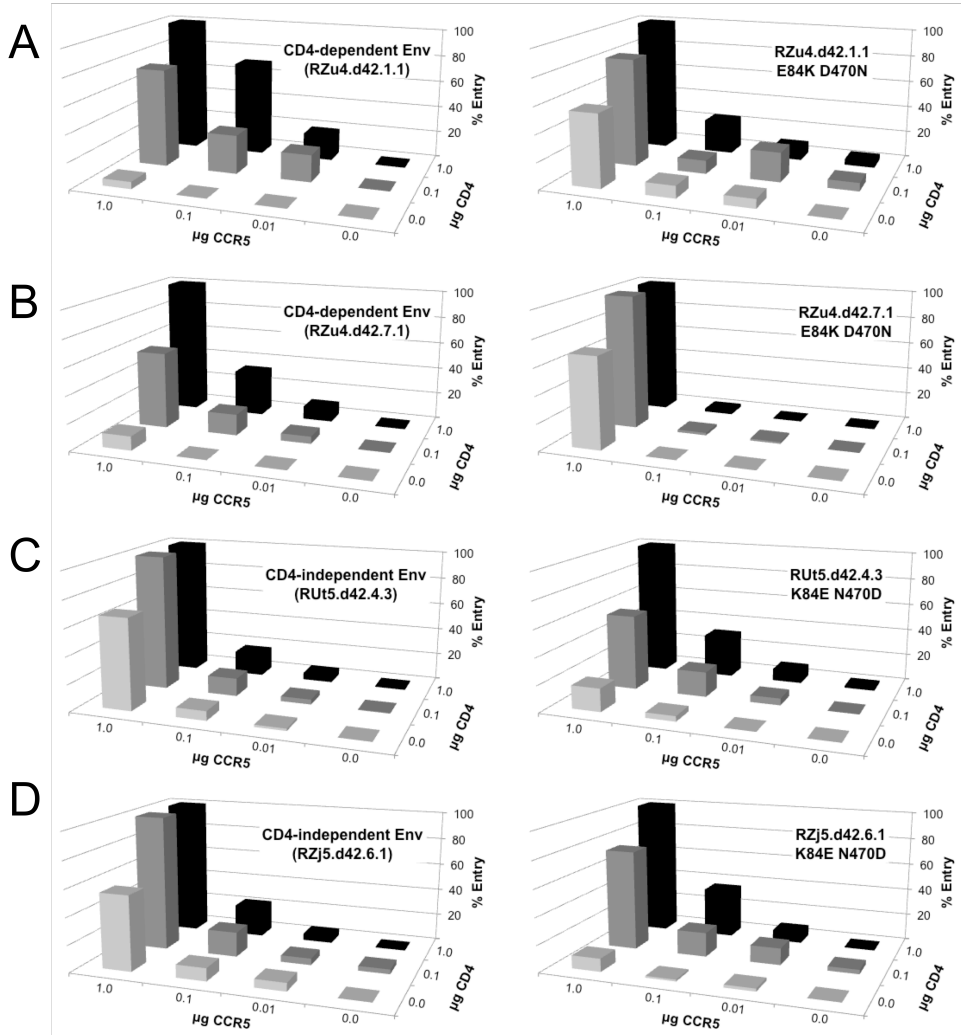 A
CD4-dependent Env
(RZu4.d42.1.1)
100
80
60
40
20
% Entry
1.0
0.1
0.0
µg CD4
1.0
0.1
0.01
0.0
µg CCR5
RZu4.d42.1.1
E84K D470N
100
80
60
40
20
% Entry
1.0
0.1
0.0
µg CD4
1.0
0.1
0.01
0.0
µg CCR5
B
CD4-dependent Env
(RZu4.d42.7.1)
100
80
60
40
20
% Entry
1.0
0.1
0.0
µg CD4
1.0
0.1
0.01
0.0
µg CCR5
RZu4.d42.7.1
E84K D470N
100
80
60
40
20
% Entry
1.0
0.1
0.0
µg CD4
1.0
0.1
0.01
0.0
µg CCR5
C
CD4-independent Env
(RUt5.d42.4.3)
100
80
60
40
20
% Entry
1.0
0.1
0.0
µg CD4
1.0
0.1
0.01
0.0
µg CCR5
RUt5.d42.4.3
K84E N470D
100
80
60
40
20
% Entry
1.0
0.1
0.0
µg CD4
1.0
0.1
0.01
0.0
µg CCR5
D
CD4-independent Env
(RZj5.d42.6.1)
100
80
60
40
20
% Entry
1.0
0.1
0.0
µg CD4
1.0
0.1
0.01
0.0
µg CCR5
RZj5.d42.6.1
K84E N470D
100
80
60
40
20
% Entry
1.0
0.1
0.0
µg CD4
1.0
0.1
0.01
0.0
µg CCR5